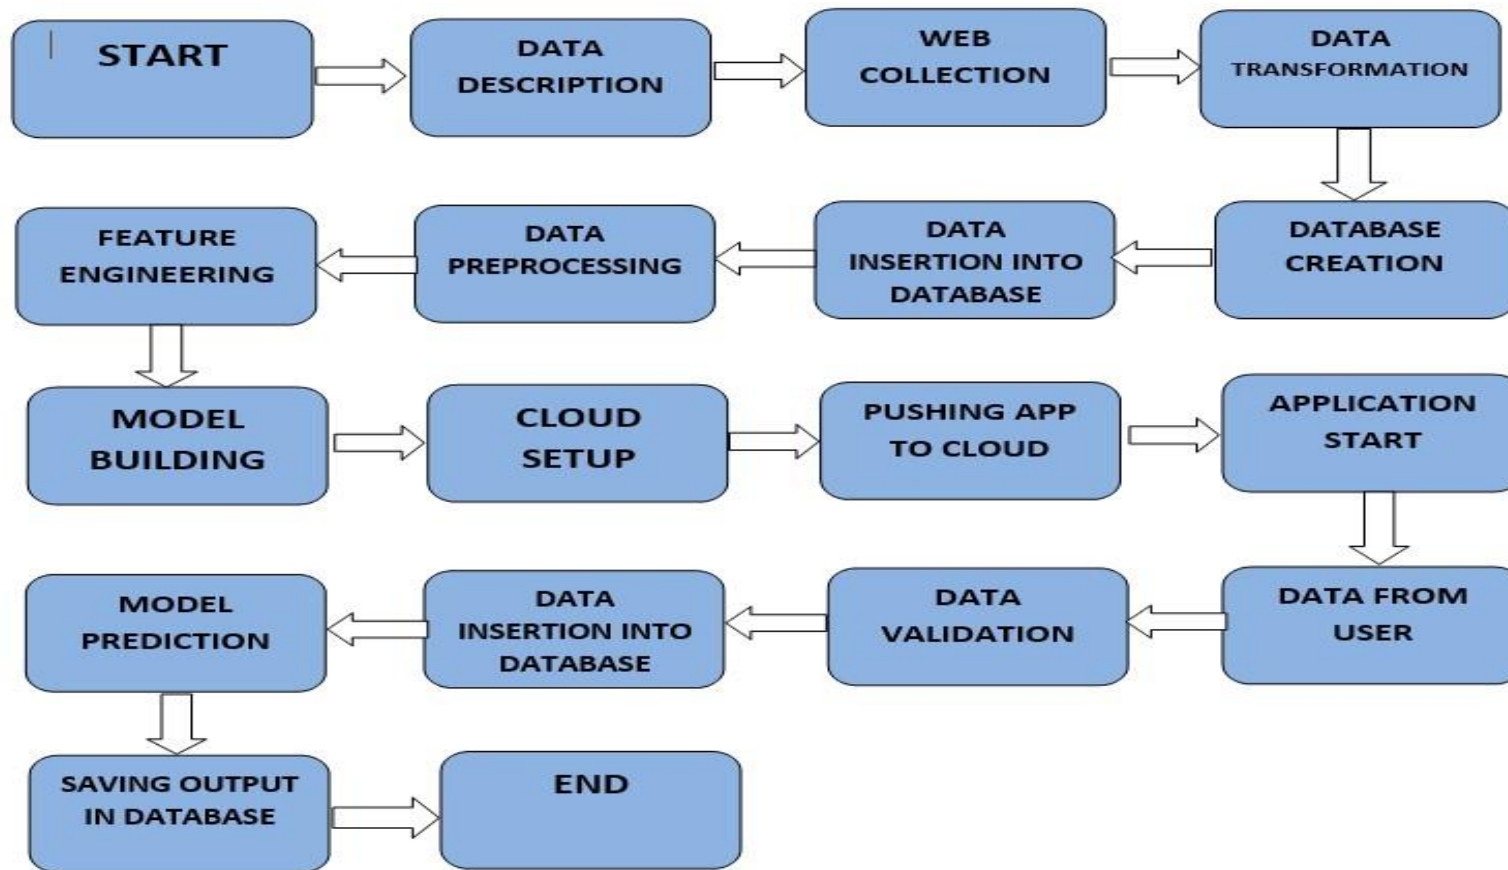 START
DATA
DESCRIPTION
WEB
COLLECTION
DATA
TRANSFORMATION
DATABASE
CREATION
DATA
INSERTION INTO
DATABASE
DATA
PREPROCESSING
FEATURE
ENGINEERING
MODEL
BUILDING
CLOUD
SETUP
PUSHING APP
TO CLOUD
APPLICATION
START
DATA FROM
USER
DATA
VALIDATION
DATA
INSERTION INTO
DATABASE
MODEL
PREDICTION
SAVING OUTPUT
IN DATABASE
END